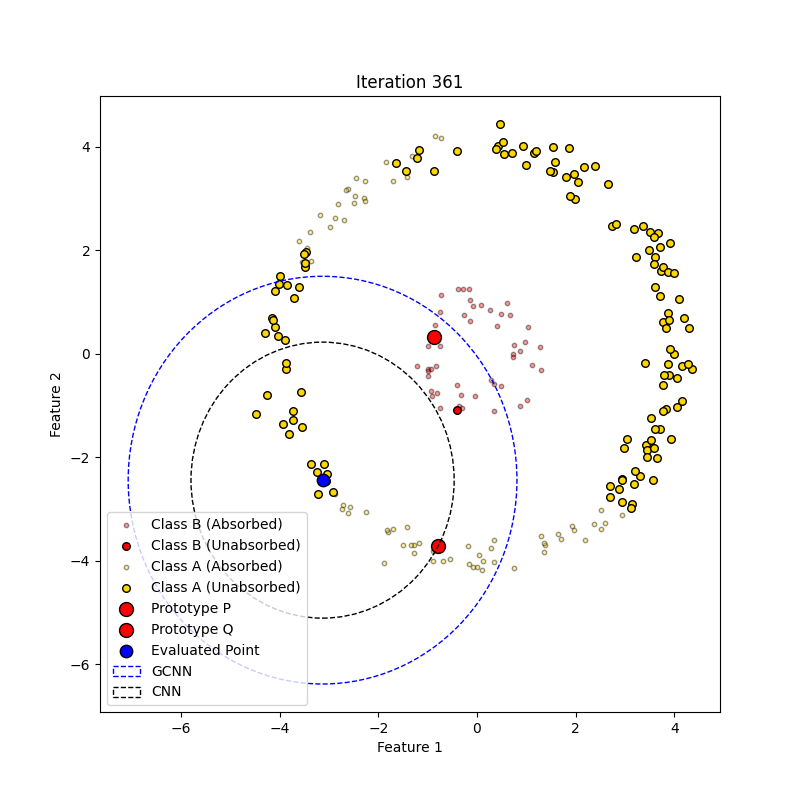 Iteration 361
4
2
0
−2
−4
−6
Feature 2
Class B (Absorbed)
Class B (Unabsorbed)
Class A (Absorbed)
Class A (Unabsorbed)
Prototype P
Prototype Q
Evaluated Point
GCNN
CNN
−6 −4 −2 0 2 4
Feature 1